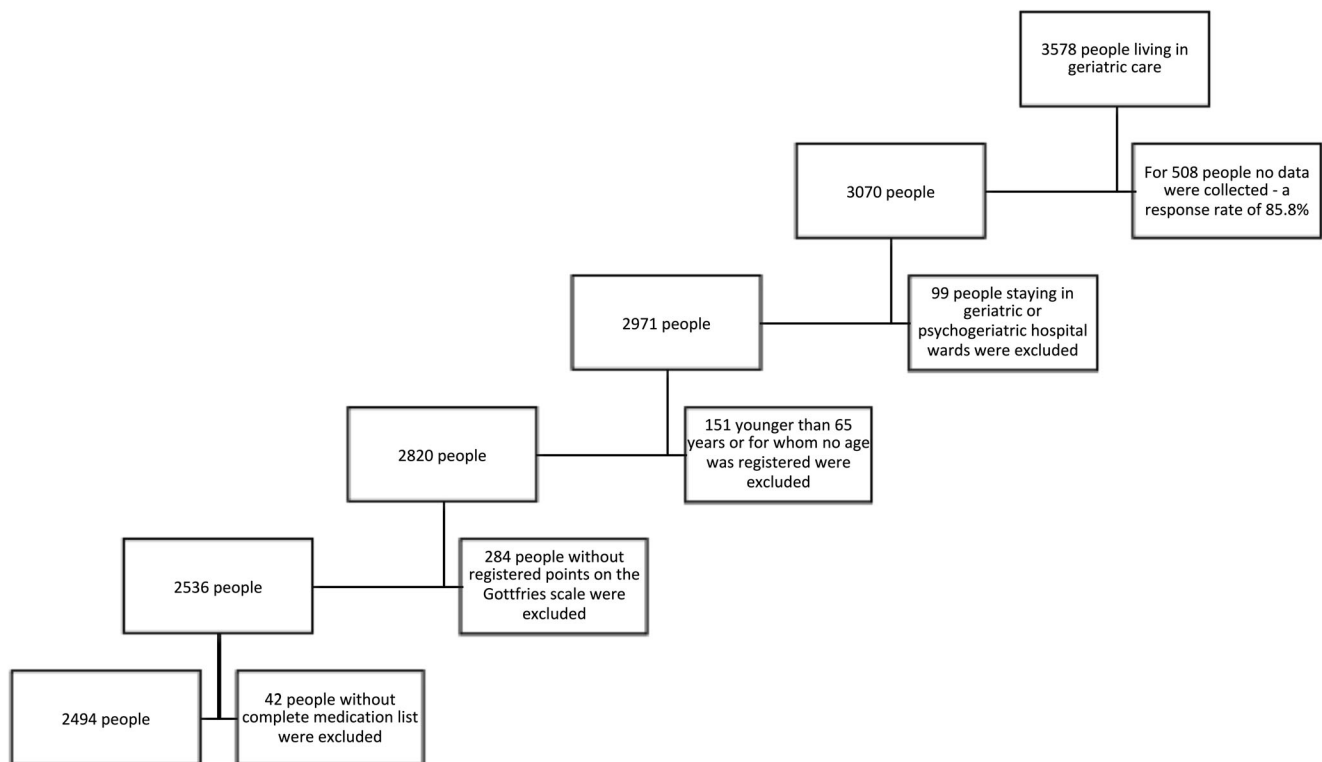 3578 people living in
geriatric care
3070 people
For 508 people no data
were collected - a
response rate of 85.8%
2971 people
99 people staying in
geriatric or
psychogeriatric hospital
wards were excluded
2820 people
151 younger than 65
years or for whom no age
was registered were
excluded
2536 people
284 people without
registered points on the
Gottfries scale were
excluded
2494 people
42 people without
complete medication list
were excluded